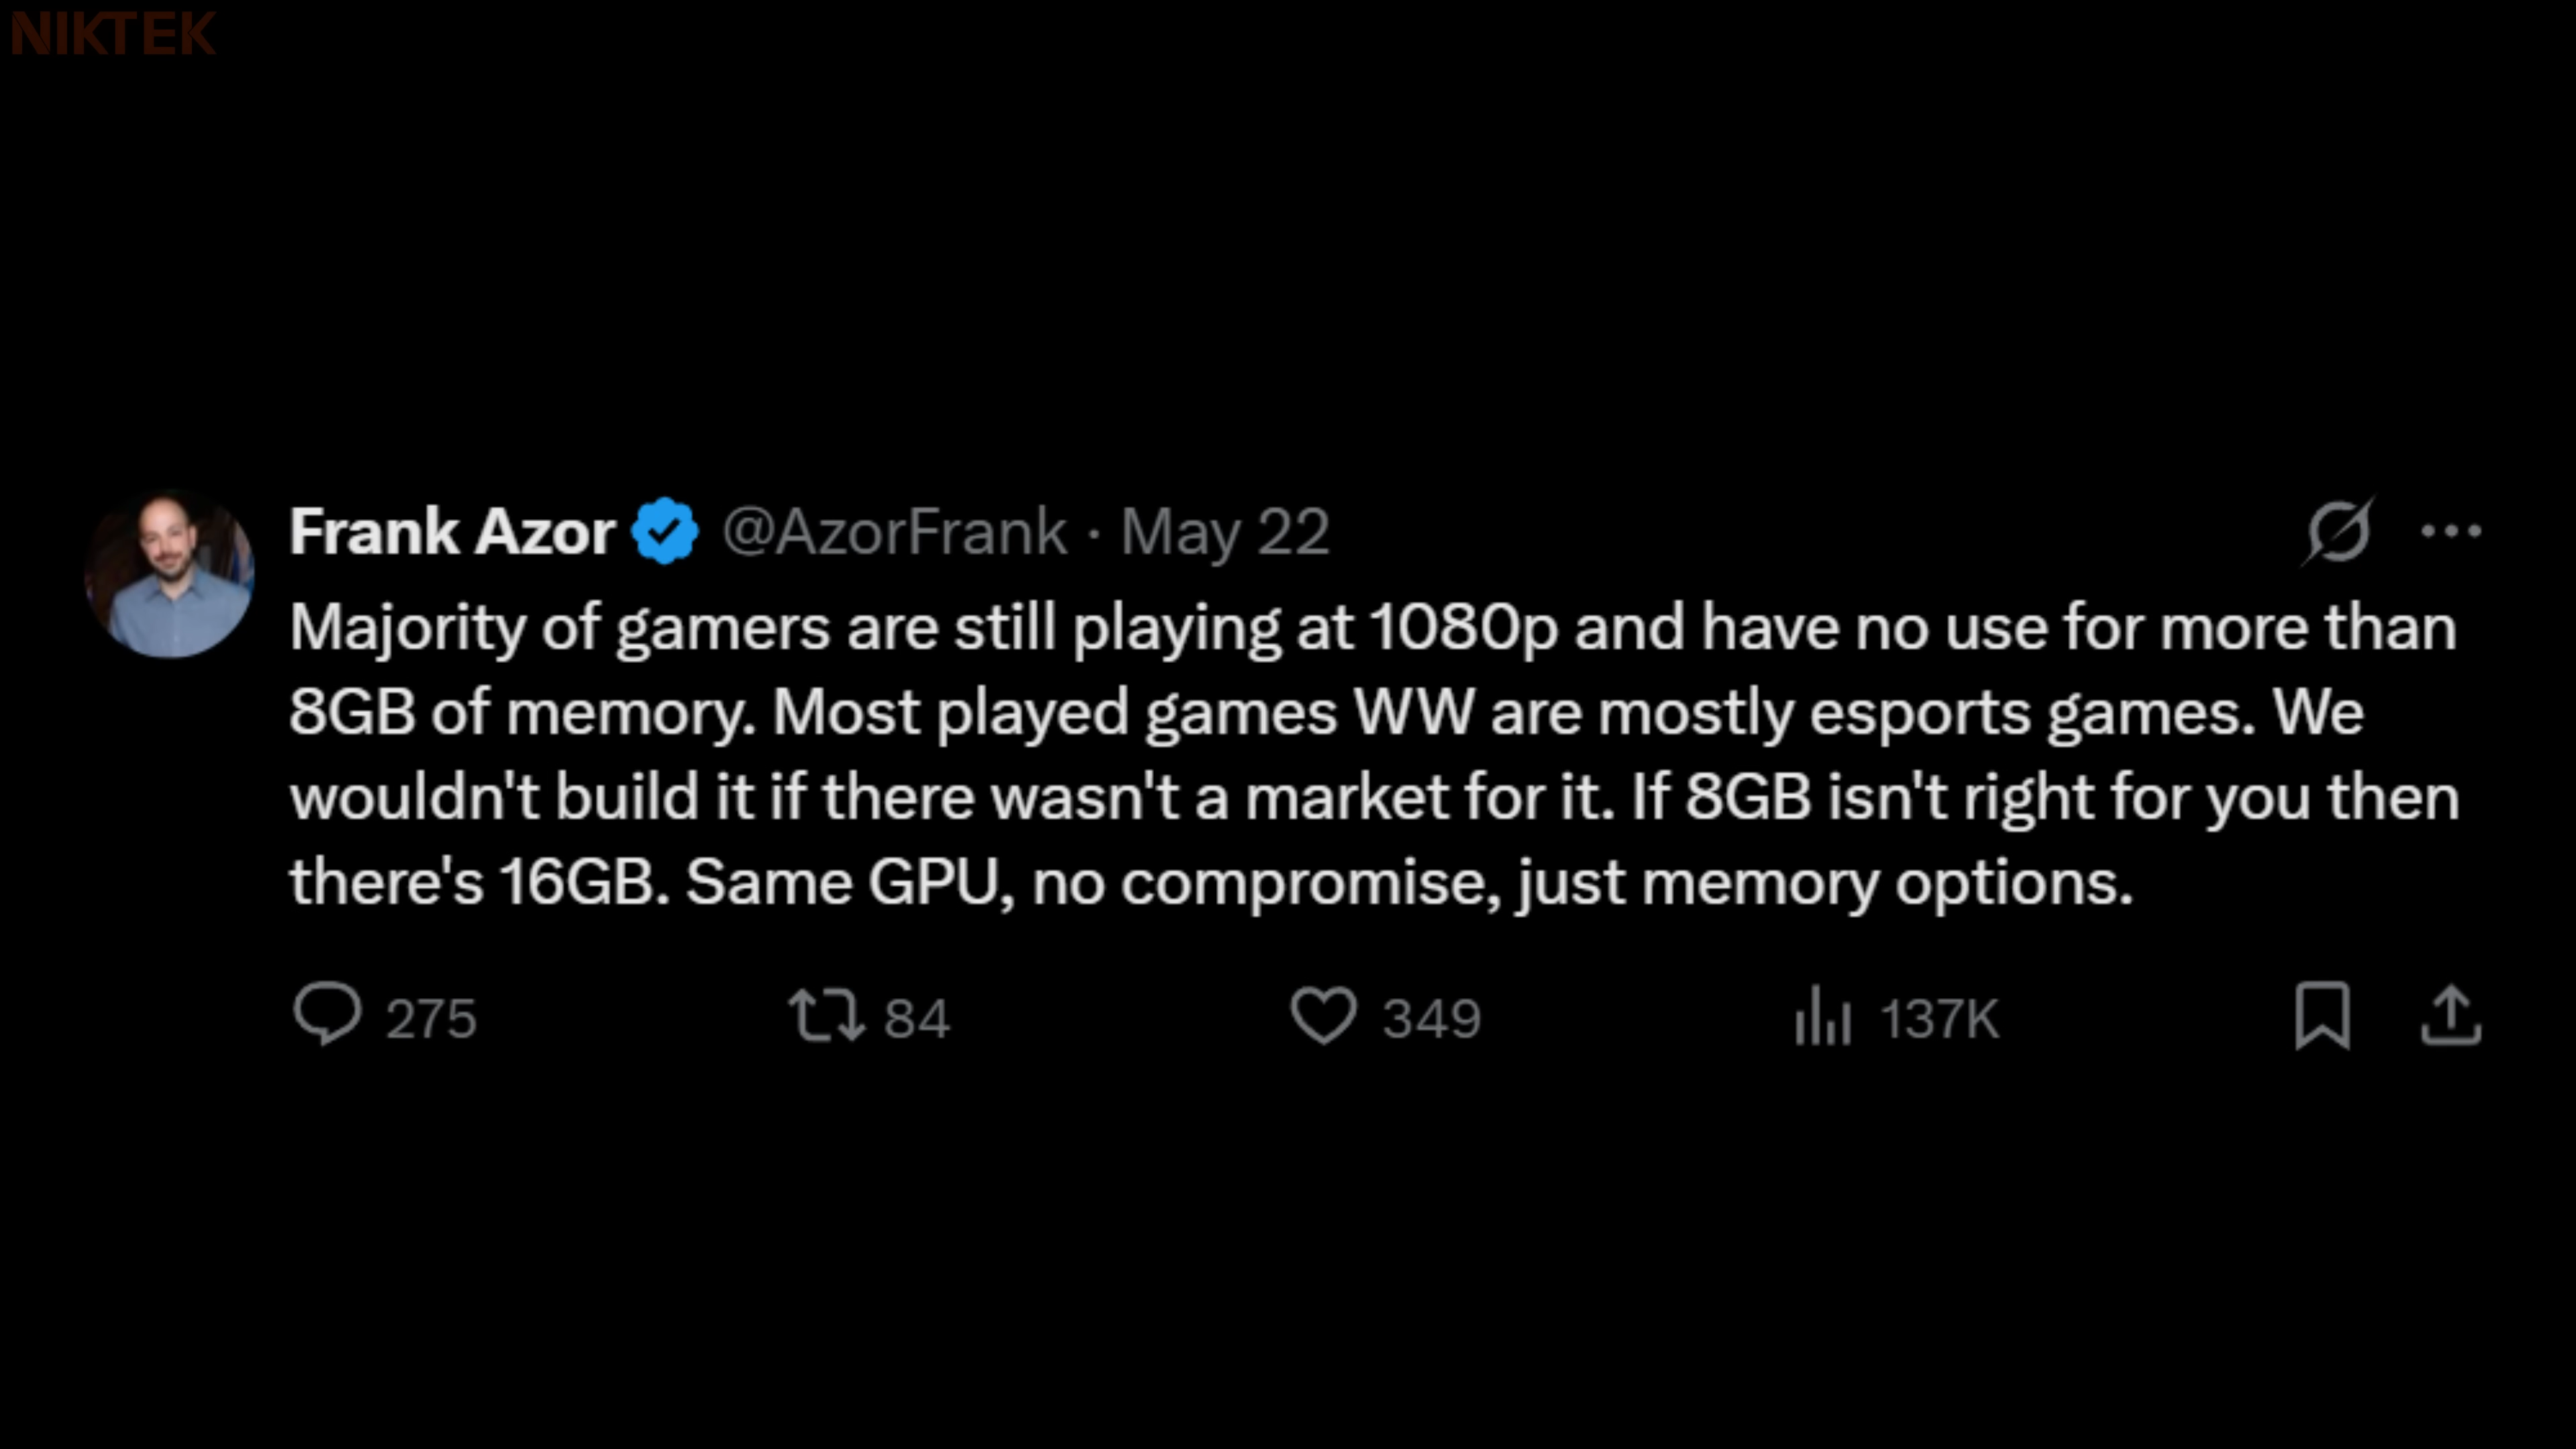 NIKTEK
Frank Azor @AzorFrank · May 22
Majority of gamers are still playing at 1080p and have no use for more than
8GB of memory. Most played games WW are mostly esports games. We
wouldn't build it if there wasn't a market for it. If 8GB isn't right for you then
there's 16GB. Same GPU, no compromise, just memory options.
275 84 349 137K